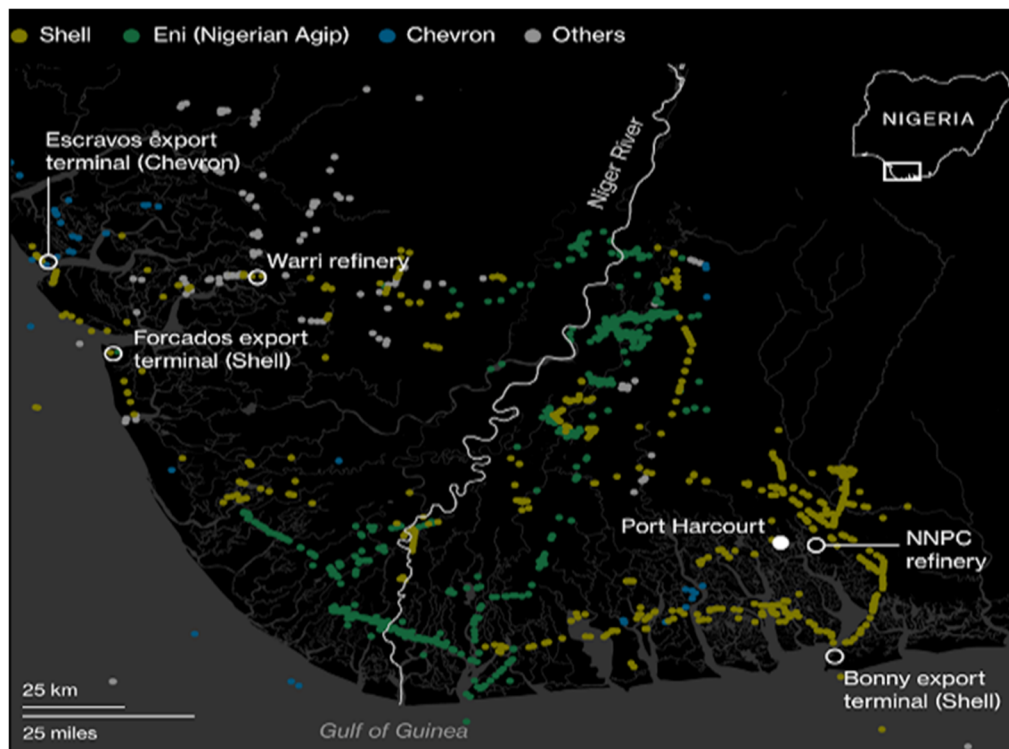 Shell Eni (Nigerian Agip) Chevron Others
Escravos export
terminal (Chevron)
NIGERIA
Niger River
Warri refinery
Forcados export
terminal (Shell)
Port Harcourt
NNPC
refinery
Bonny export
terminal (Shell)
25 km
25 miles
Gulf of Guinea